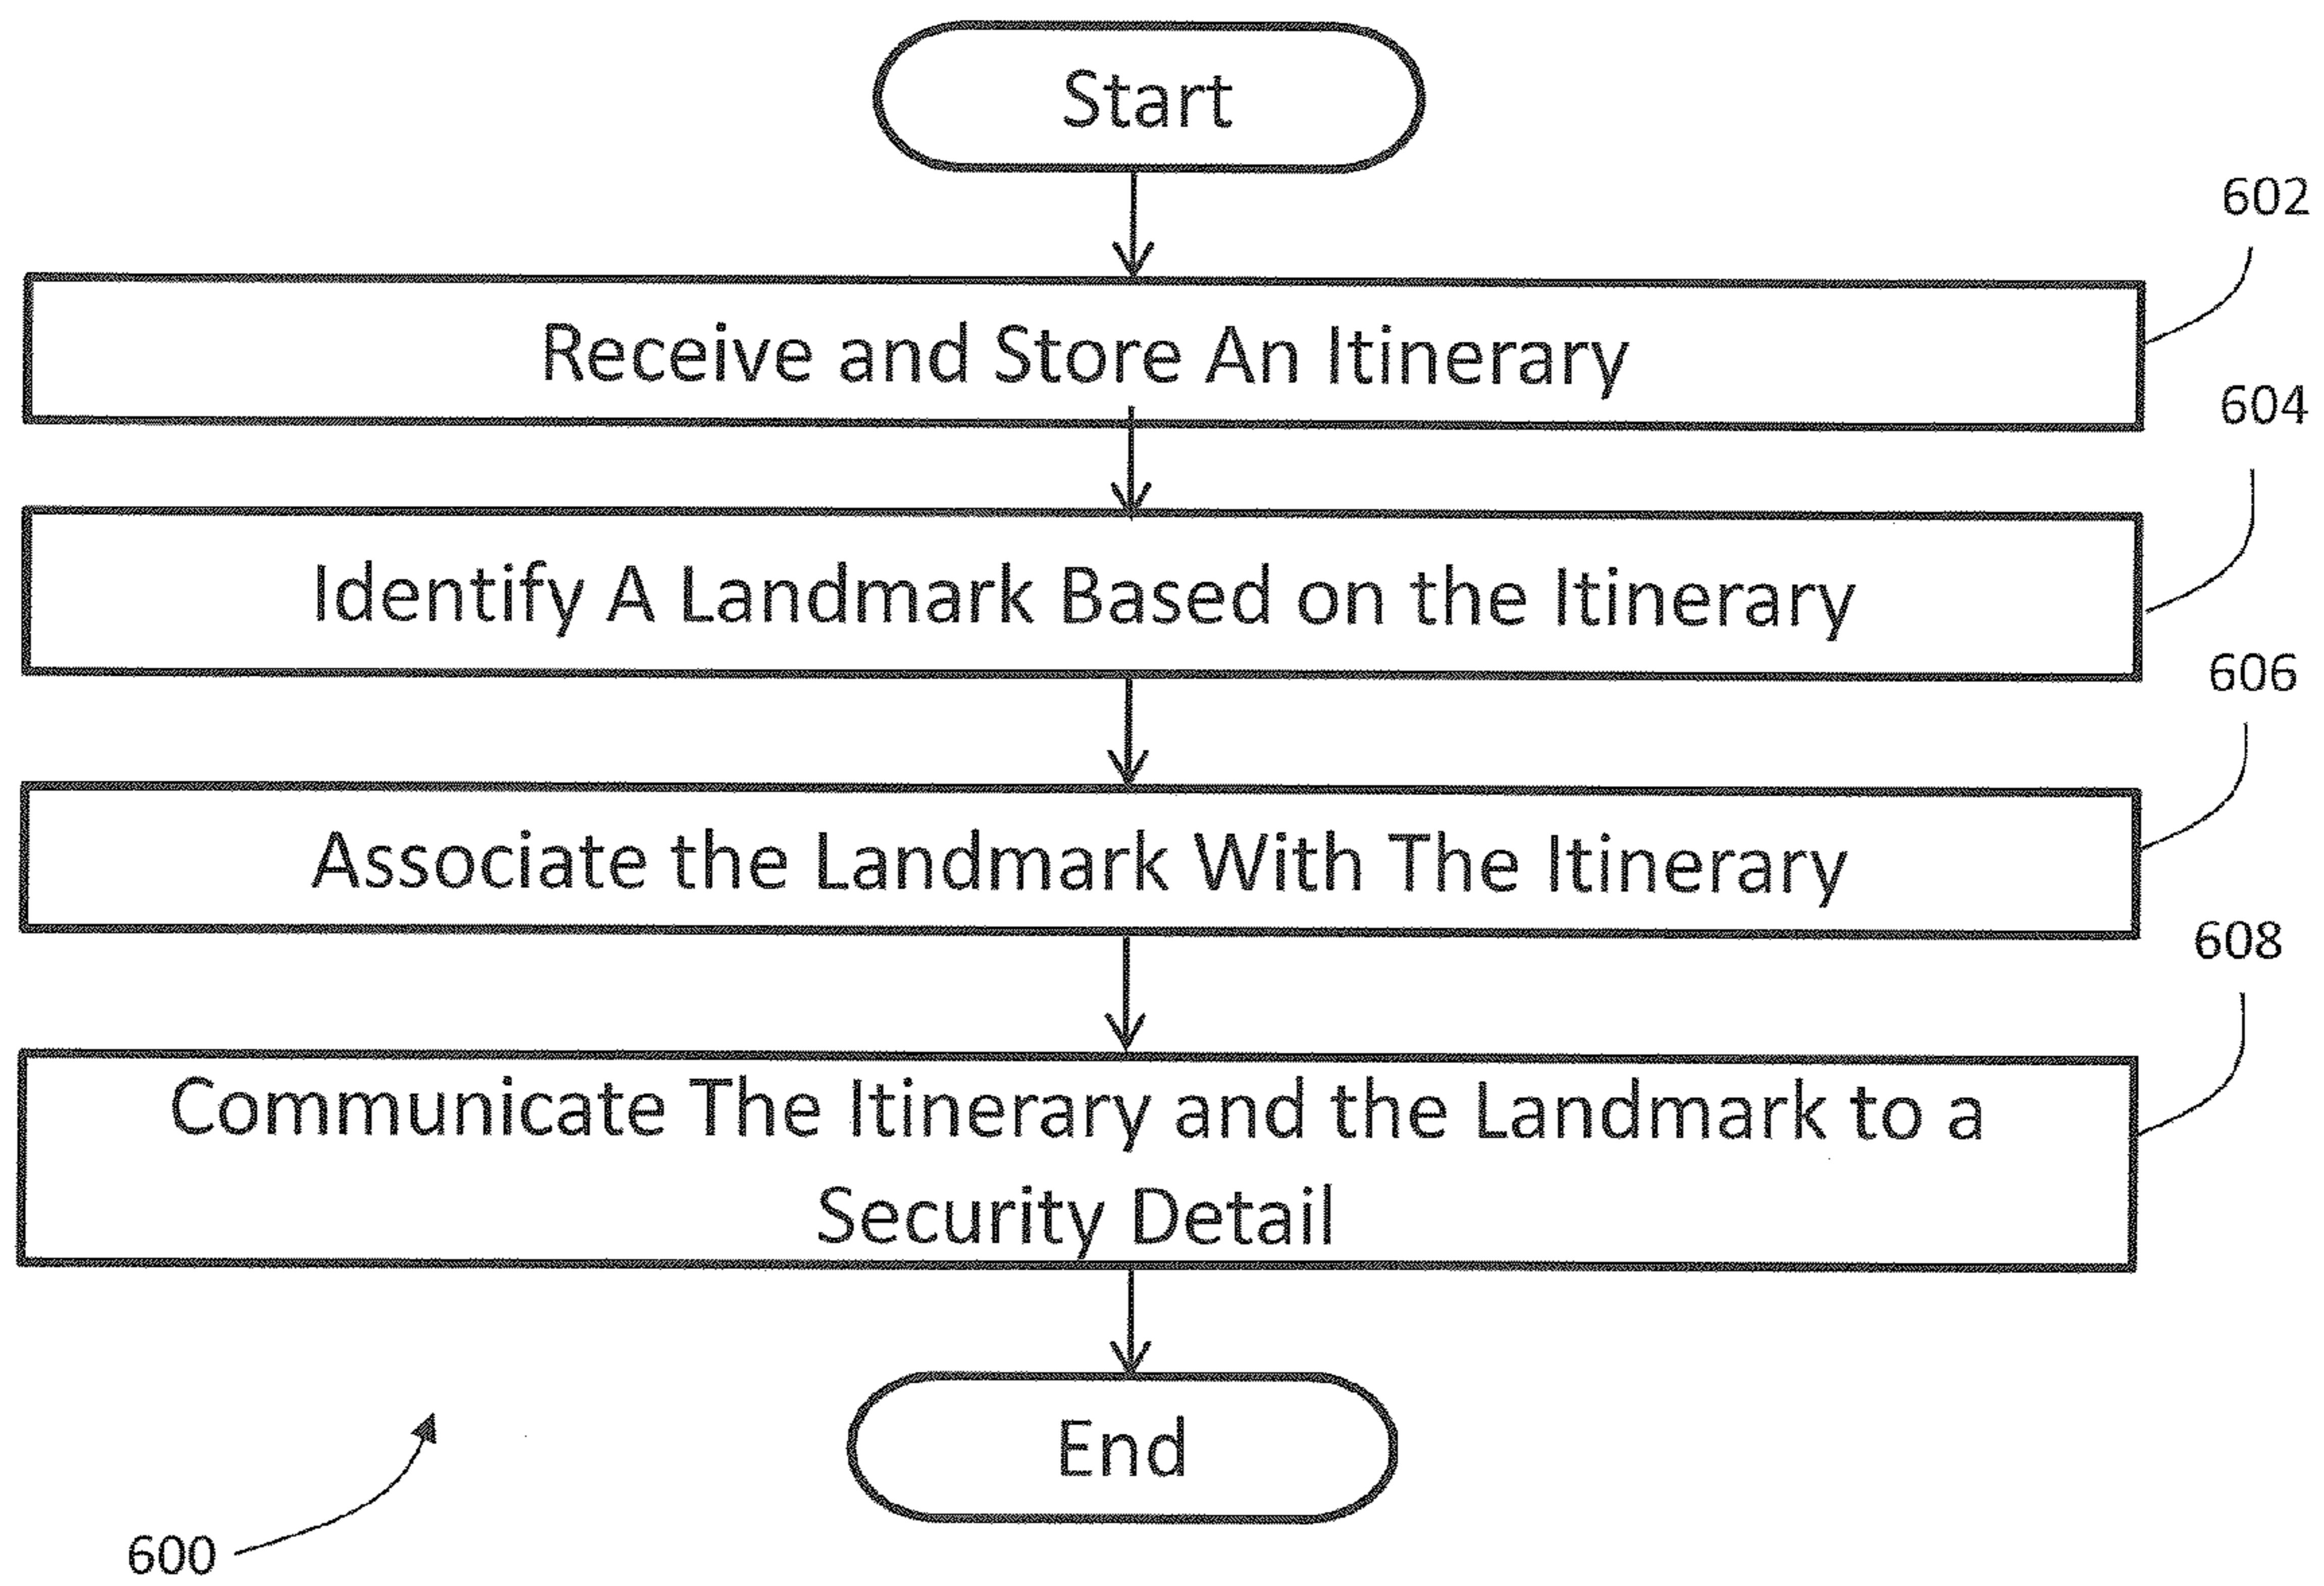 Start
602
Receive and Store An Itinerary
604
Identify A Landmark Based on the Itinerary
606
Associate the Landmark With The Itinerary
608
Communicate The Itinerary and the Landmark to a
Security Detail
End
600